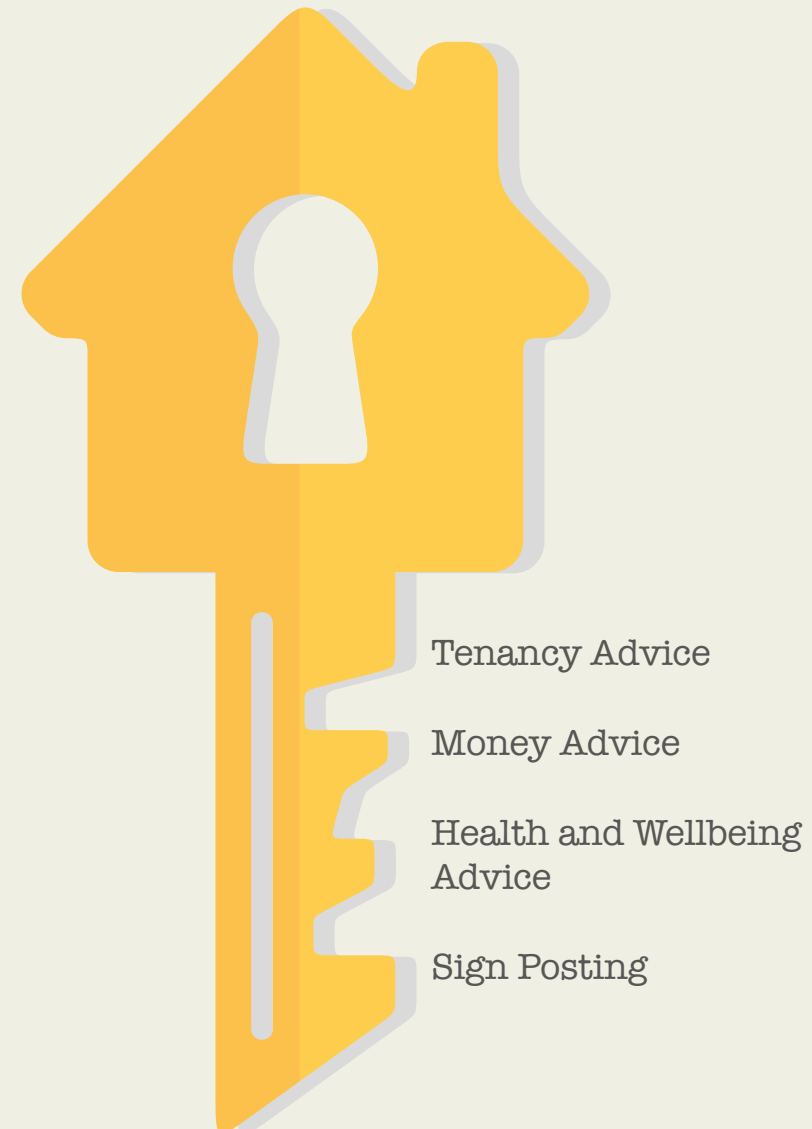 Tenancy Advice
Money Advice
Health and Wellbeing
Advice
Sign Posting